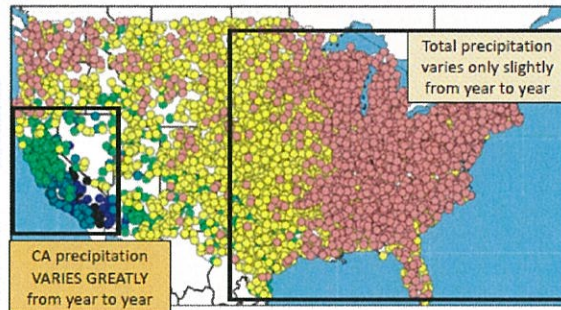 Total precipitation
varies only slightly
from year to year
CA precipitation
VARIES GREATLY
from year to year